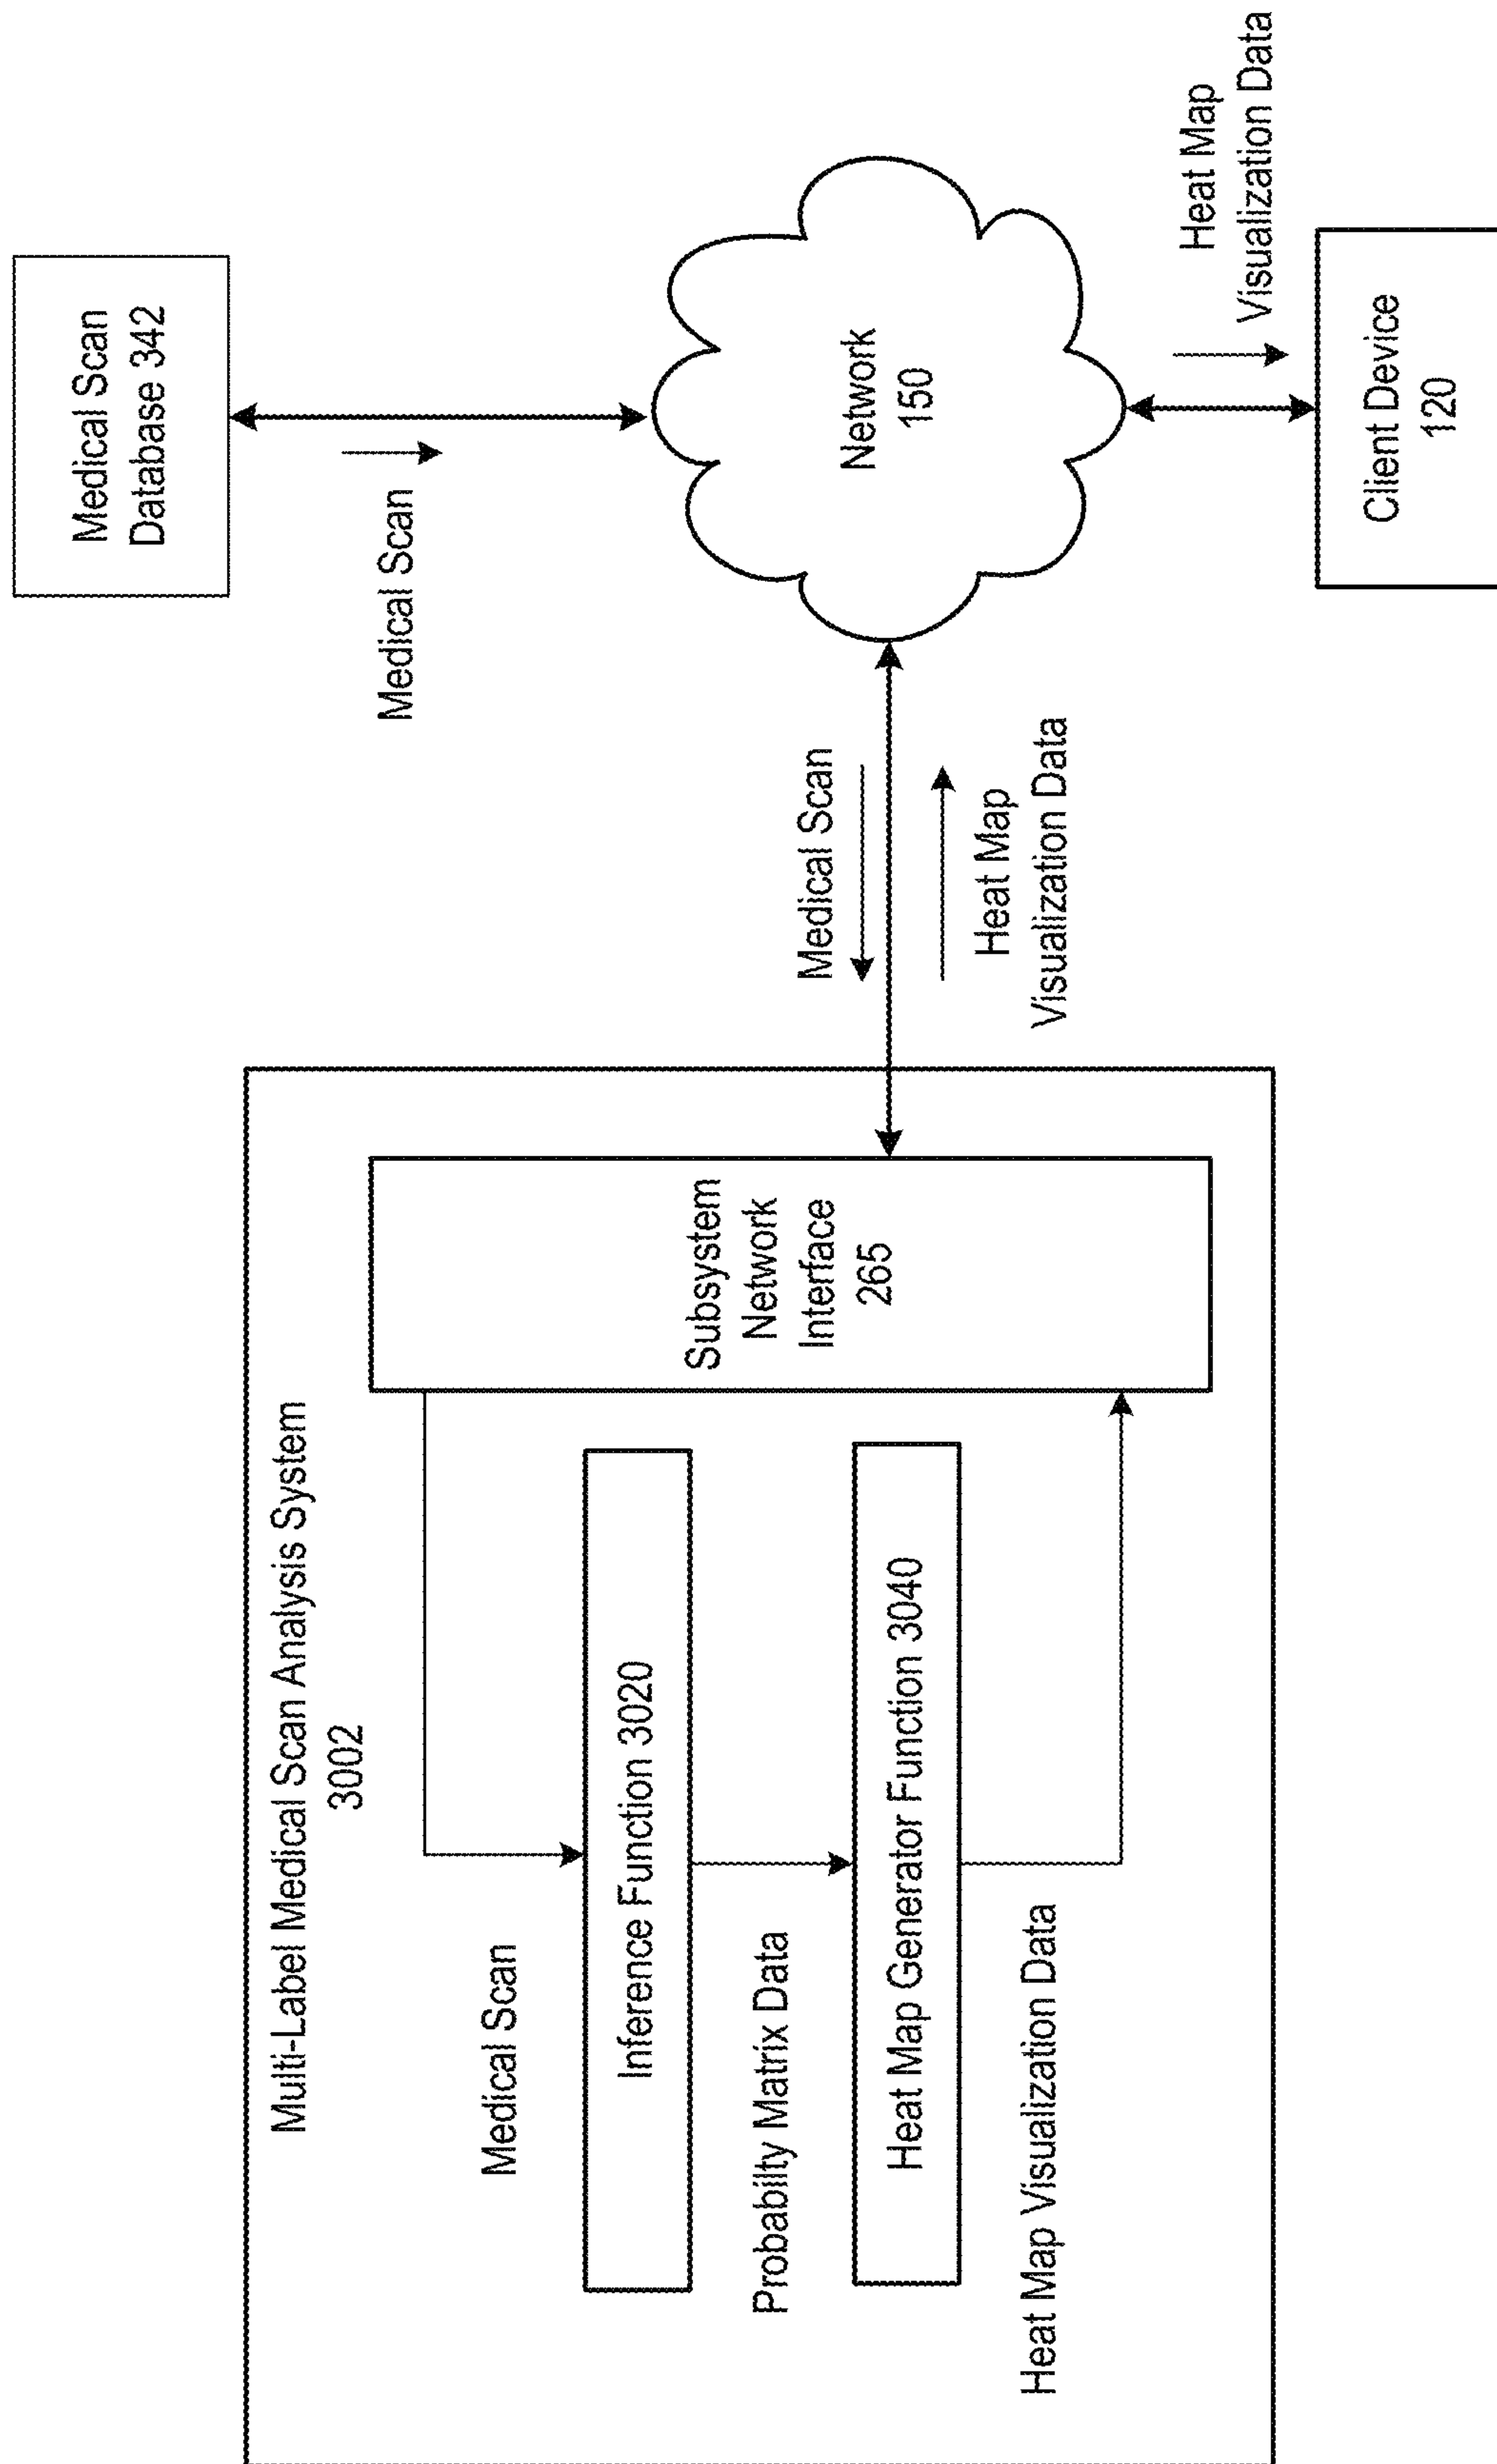 Multi-Label Medical Scan Analysis System
3002
Medical Scan
Inference Function 3020
Probabilty Matrix Data
Heat Map Generator Function 3040
Heat Map Visualization Data
Subsystem
Network
Interface
265
Medical Scan
Heat Map
Visualization Data
Medical Scan
Database 342
Medical Scan
Network
150
Heat Map
Visualization Data
Client Device
120